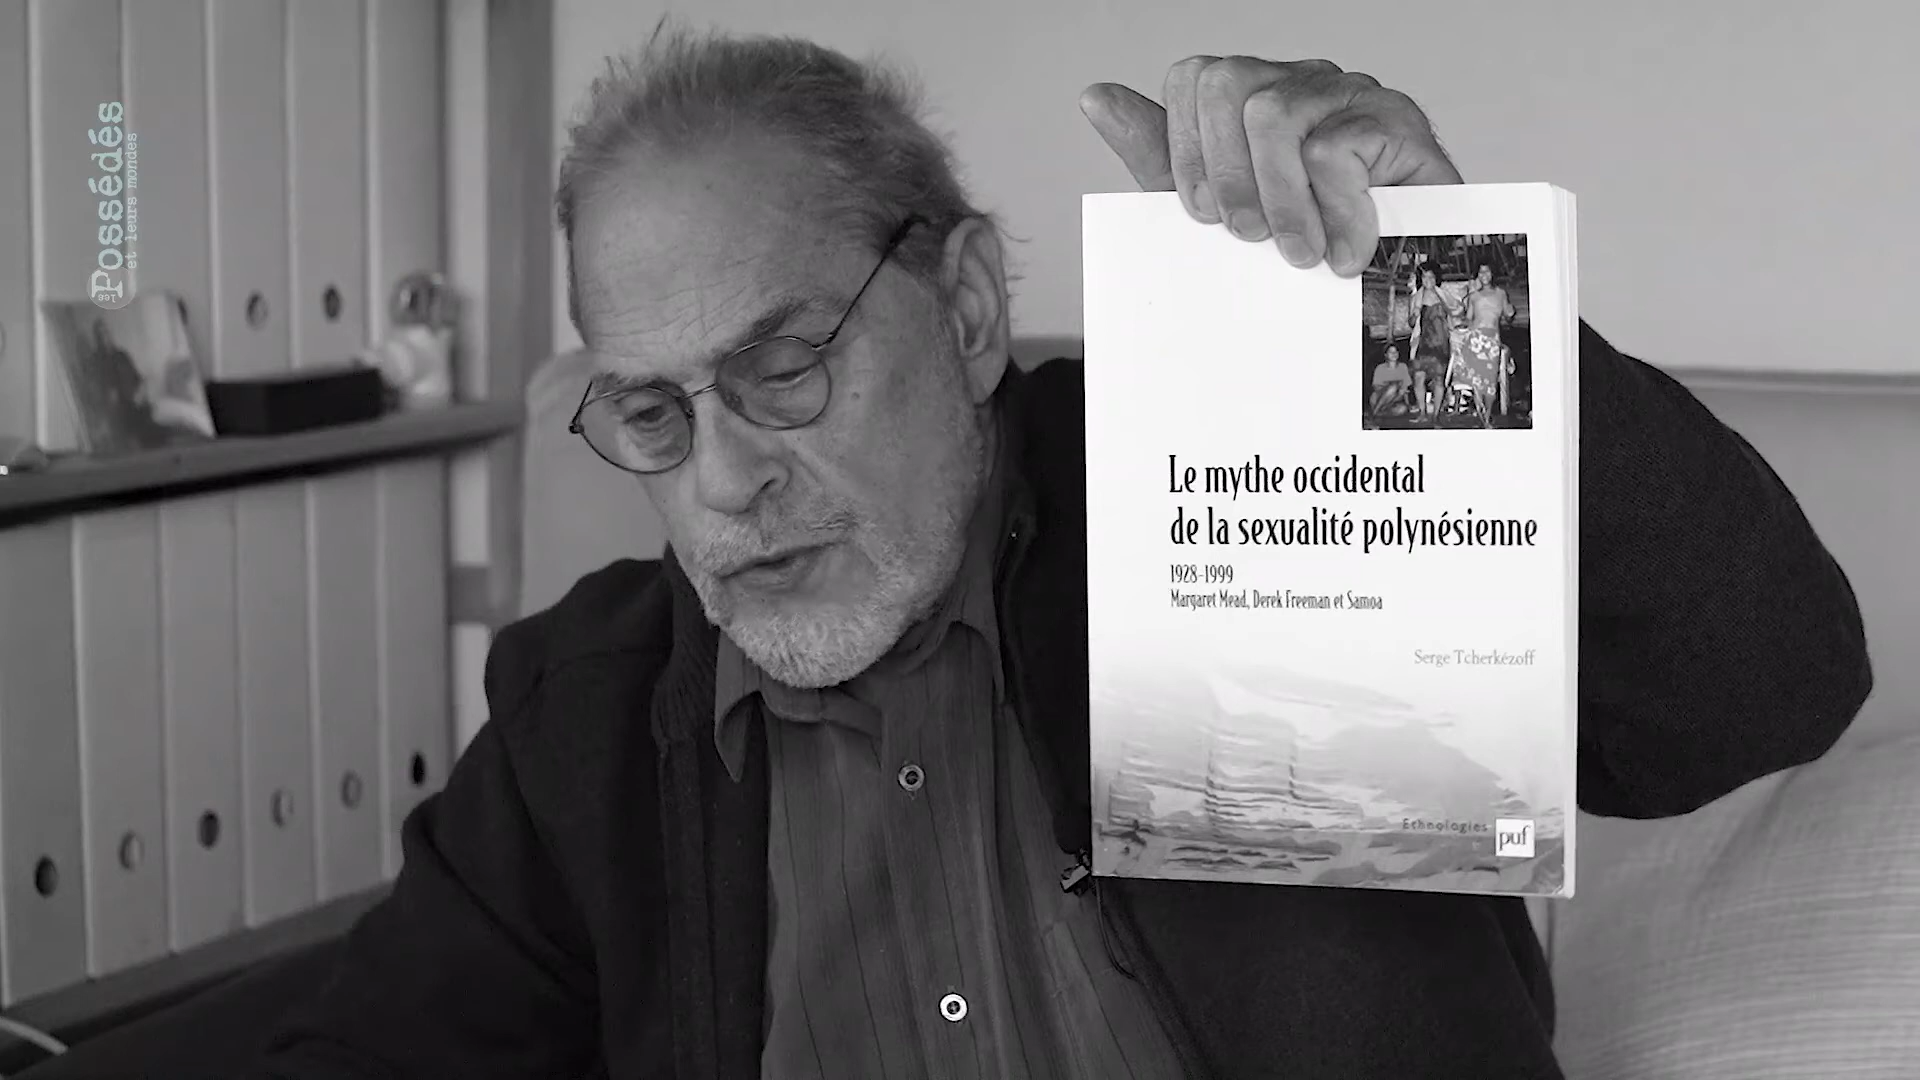 Les
Possédés
et leurs mondes
Le mythe occidental
de la sexualité polynésienne
1928-1999
Margaret Mead, Derek Freeman et Samoa
Serge Tcherkézoff
Ethnologies
puf